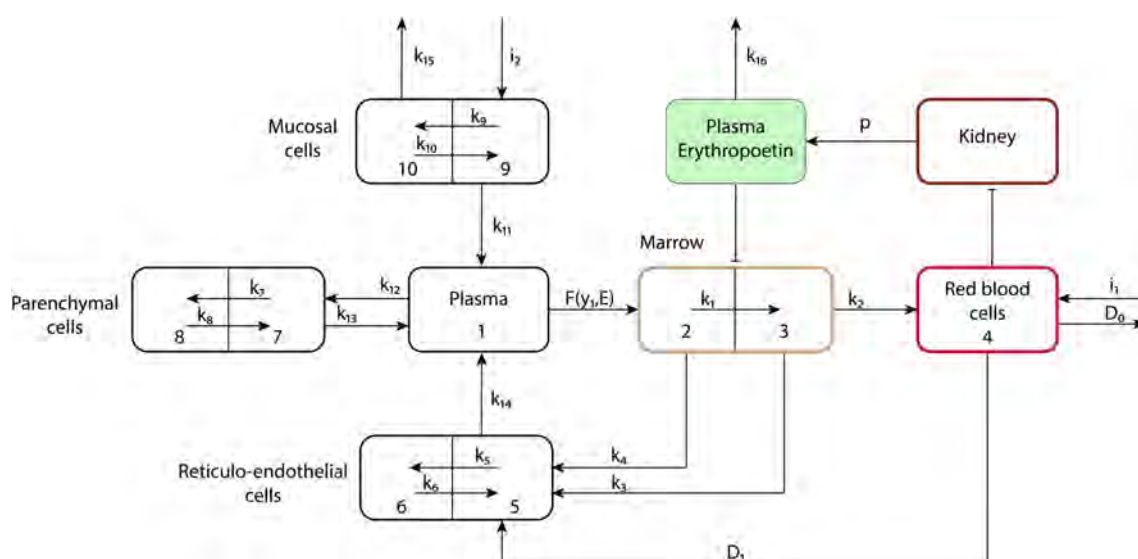 k₁₅
i₂
k₁₆
Mucosal
cells
k₉
k₁₀
10
9
Plasma
Erythropoetin
p
Kidney
k₁₁
Marrow
Parenchymal
cells
k₇
k₈
8
7
k₁₂
k₁₃
Plasma
1
F(y₁,E)
k₁
2
3
k₂
Red blood
cells
4
i₁
D₀
k₁₄
Reticulo-endothelial
cells
k₅
k₆
6
5
k₄
k₃
D₁